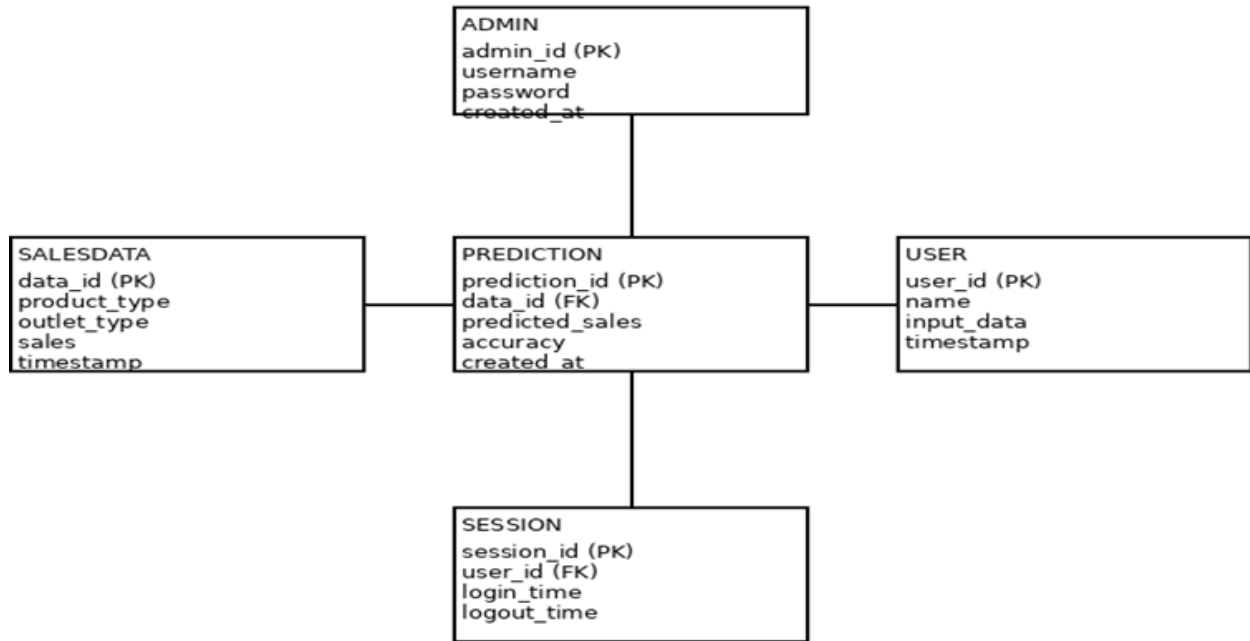 ADMIN
admin_id (PK)
username
password
created_at
SALESDATA
data_id (PK)
product_type
outlet_type
sales
timestamp
PREDICTION
prediction_id (PK)
data_id (FK)
predicted_sales
accuracy
created_at
USER
user_id (PK)
name
input_data
timestamp
SESSION
session_id (PK)
user_id (FK)
login_time
logout_time